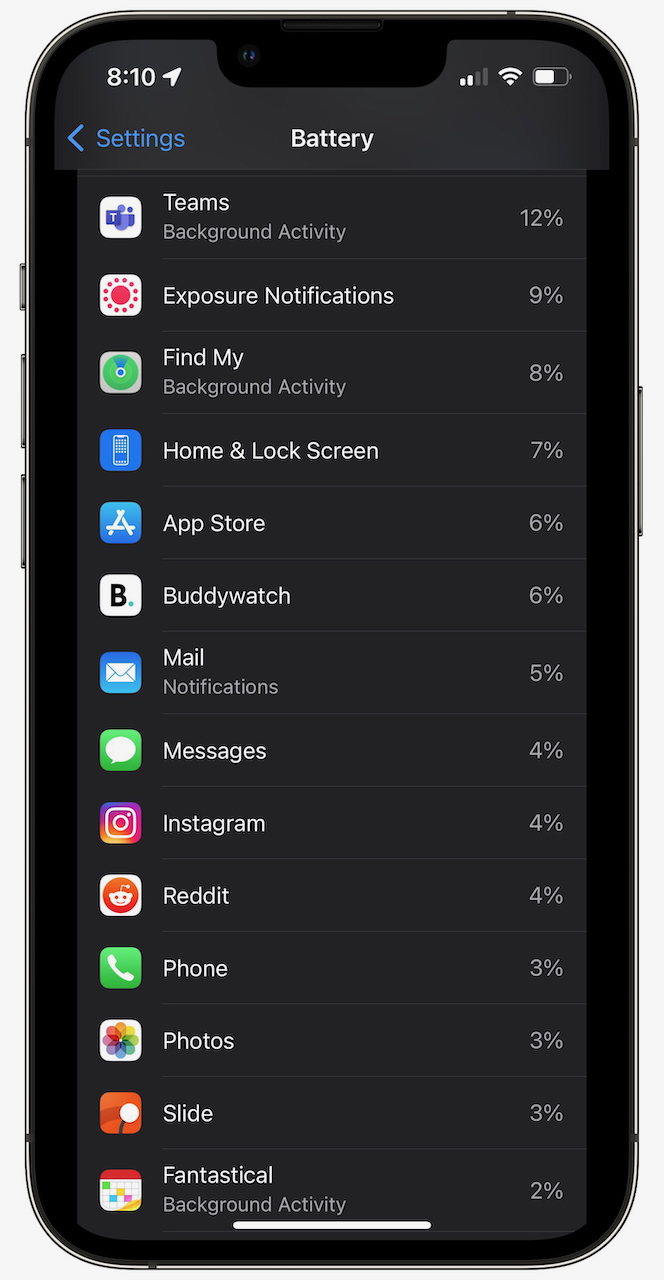 8:10
Settings
Battery
Teams
Background Activity
12%
Exposure Notifications
9%
Find My
Background Activity
8%
Home & Lock Screen
7%
App Store
6%
B.
Buddywatch
6%
Mail
Notifications
5%
Messages
4%
Instagram
4%
Reddit
4%
Phone
3%
Photos
3%
Slide
3%
Fantastical
Background Activity
2%